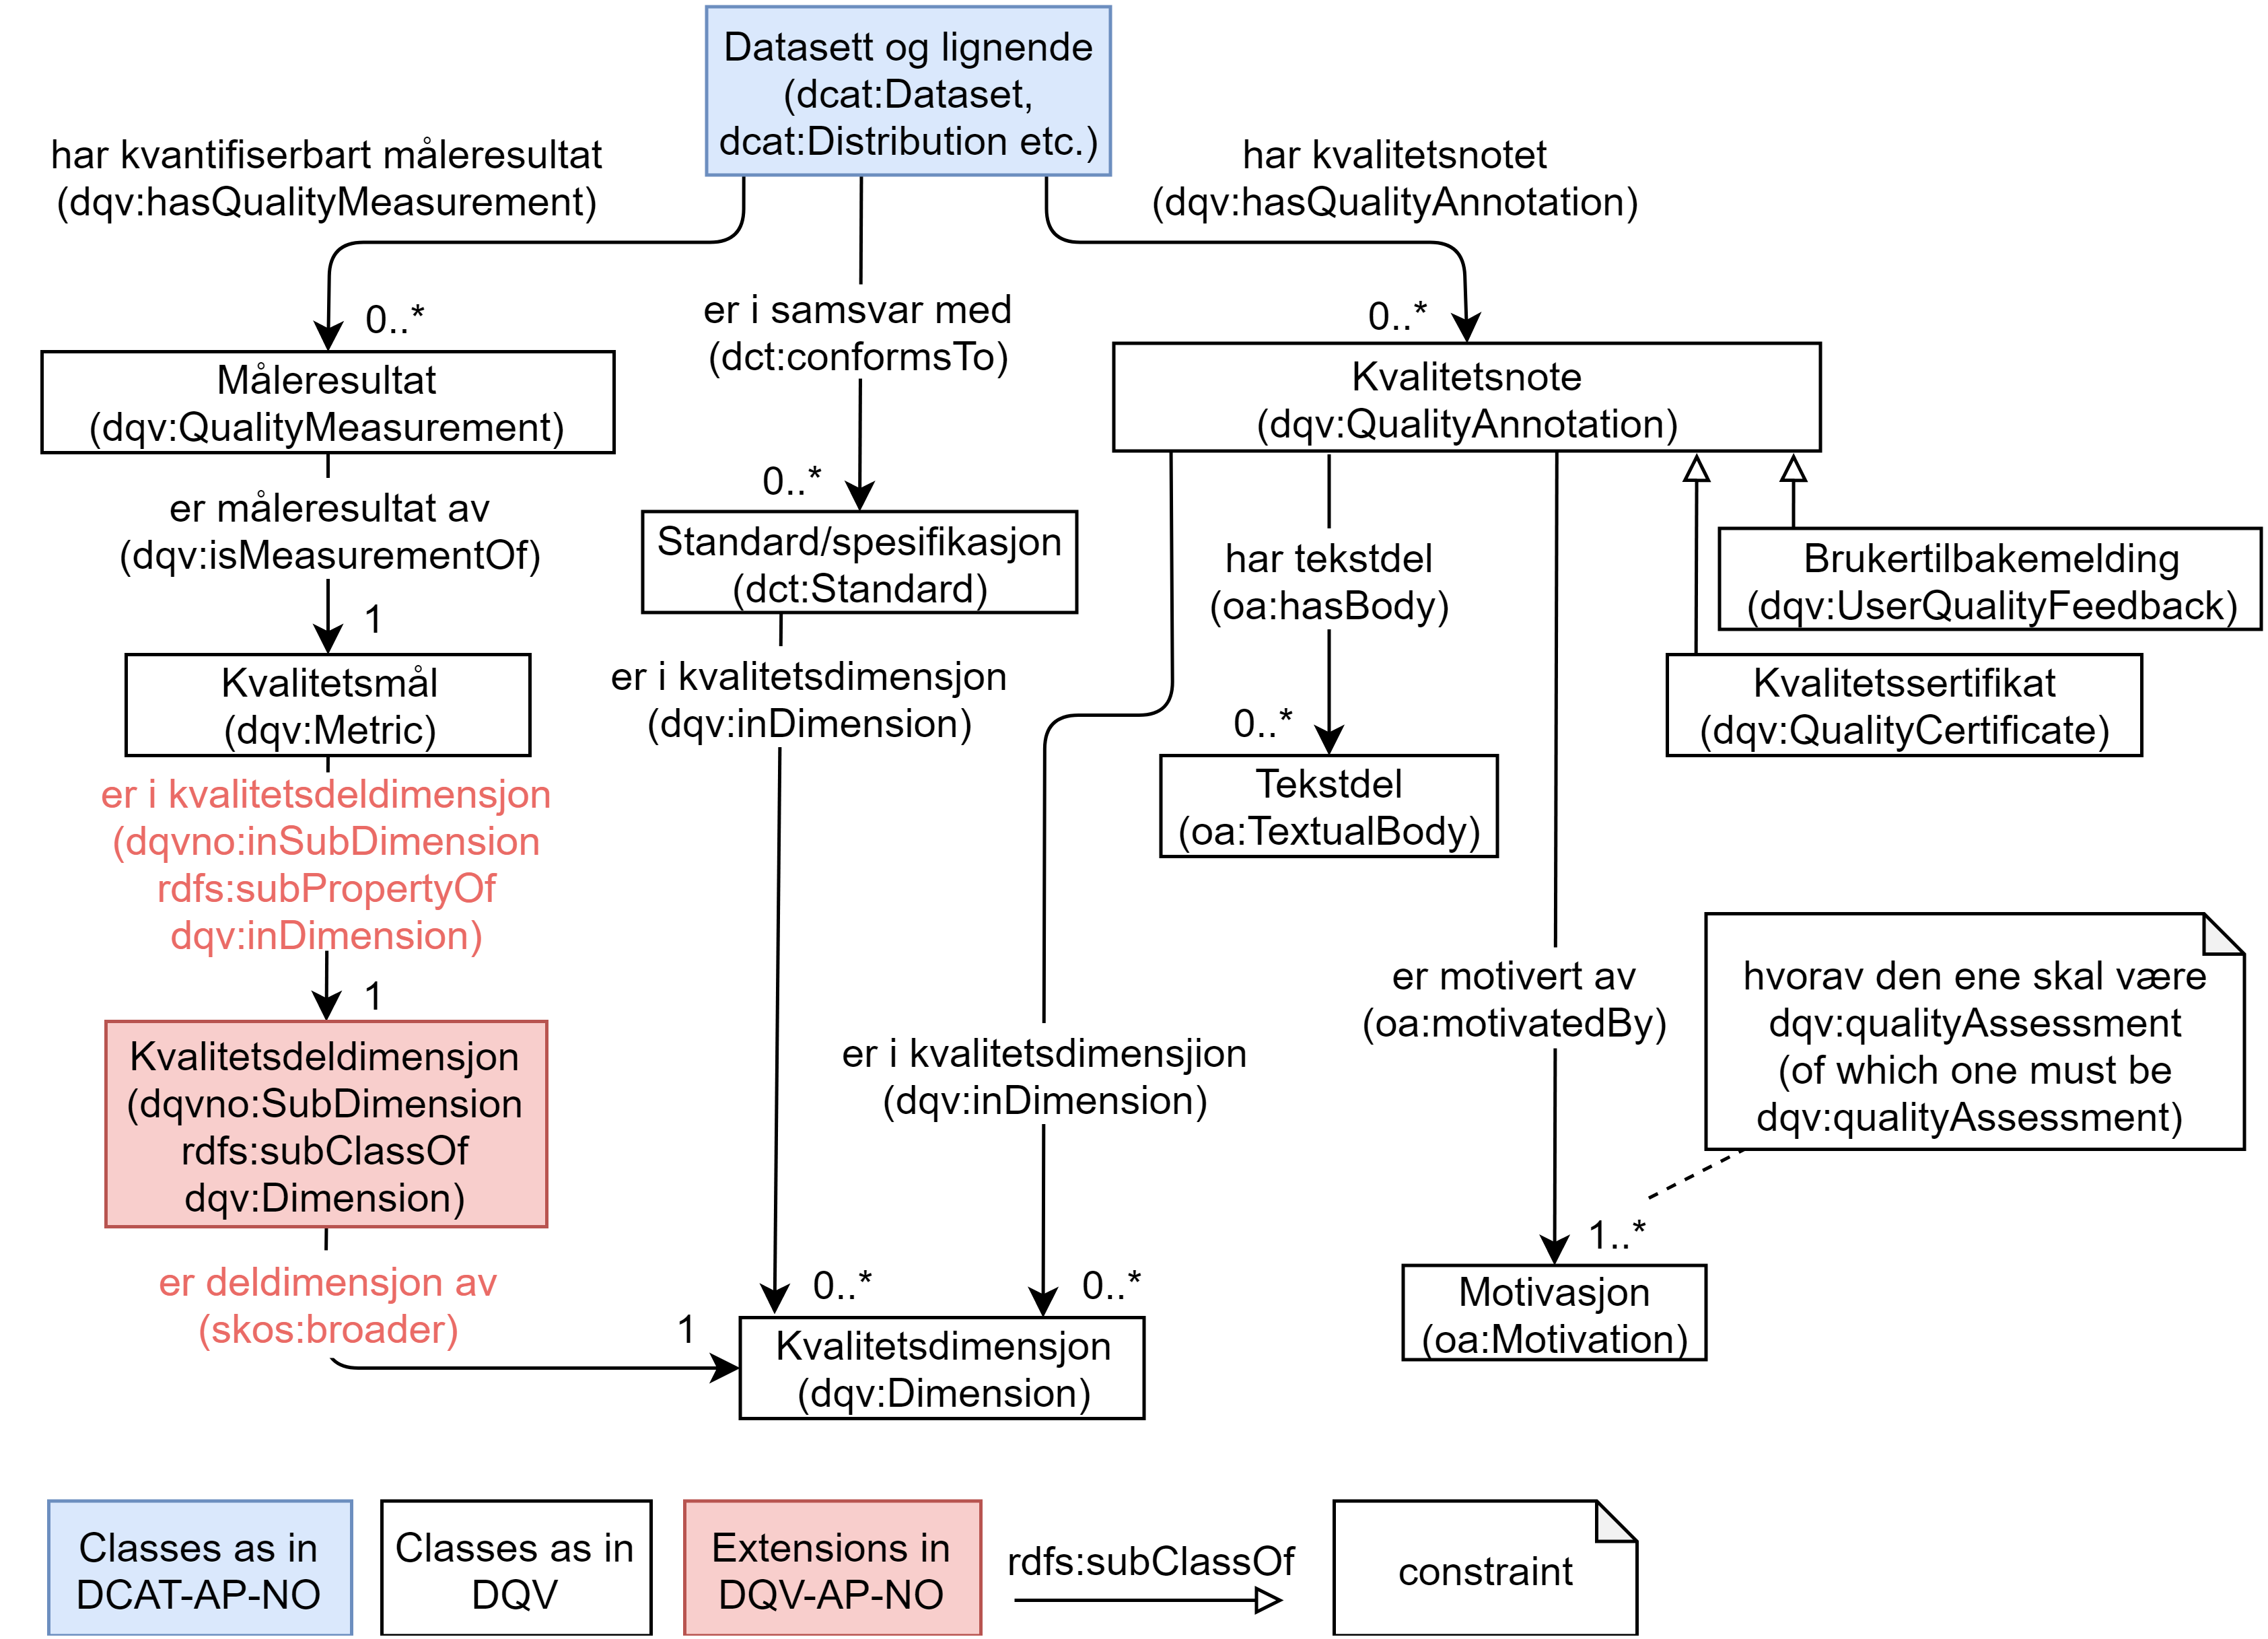 Datasett og lignende
(dcat:Dataset,
dcat:Distribution etc.)
har kvantifiserbart måleresultat
(dqv:hasQualityMeasurement)
har kvalitetsnotet
(dqv:hasQualityAnnotation)
0..*
er i samsvar med
(dct:conformsTo)
0..*
Måleresultat
(dqv:QualityMeasurement)
Kvalitetsnote
(dqv:QualityAnnotation)
er måleresultat av
(dqv:isMeasurementOf)
1
0..*
Standard/spesifikasjon
(dct:Standard)
har tekstdel
(oa:hasBody)
0..*
Brukertilbakemelding
(dqv:UserQualityFeedback)
Kvalitetssertifikat
(dqv:QualityCertificate)
Kvalitetsmål
(dqv:Metric)
er i kvalitetsdimensjon
(dqv:inDimension)
Tekstdel
(oa:TextualBody)
er i kvalitetsdeldimensjon
(dqvno:inSubDimension
rdfs:subPropertyOf
dqv:inDimension)
1
Kvalitetsdeldimensjon
(dqvno:SubDimension
rdfs:subClassOf
dqv:Dimension)
er i kvalitetsdimensjion
(dqv:inDimension)
er motivert av
(oa:motivatedBy)
hvorav den ene skal være
dqv:qualityAssessment
(of which one must be
dqv:qualityAssessment)
er deldimensjon av
(skos:broader)
1
0..*
0..*
1..*
Kvalitetsdimensjon
(dqv:Dimension)
Motivasjon
(oa:Motivation)
Classes as in
DCAT-AP-NO
Classes as in
DQV
Extensions in
DQV-AP-NO
rdfs:subClassOf
constraint